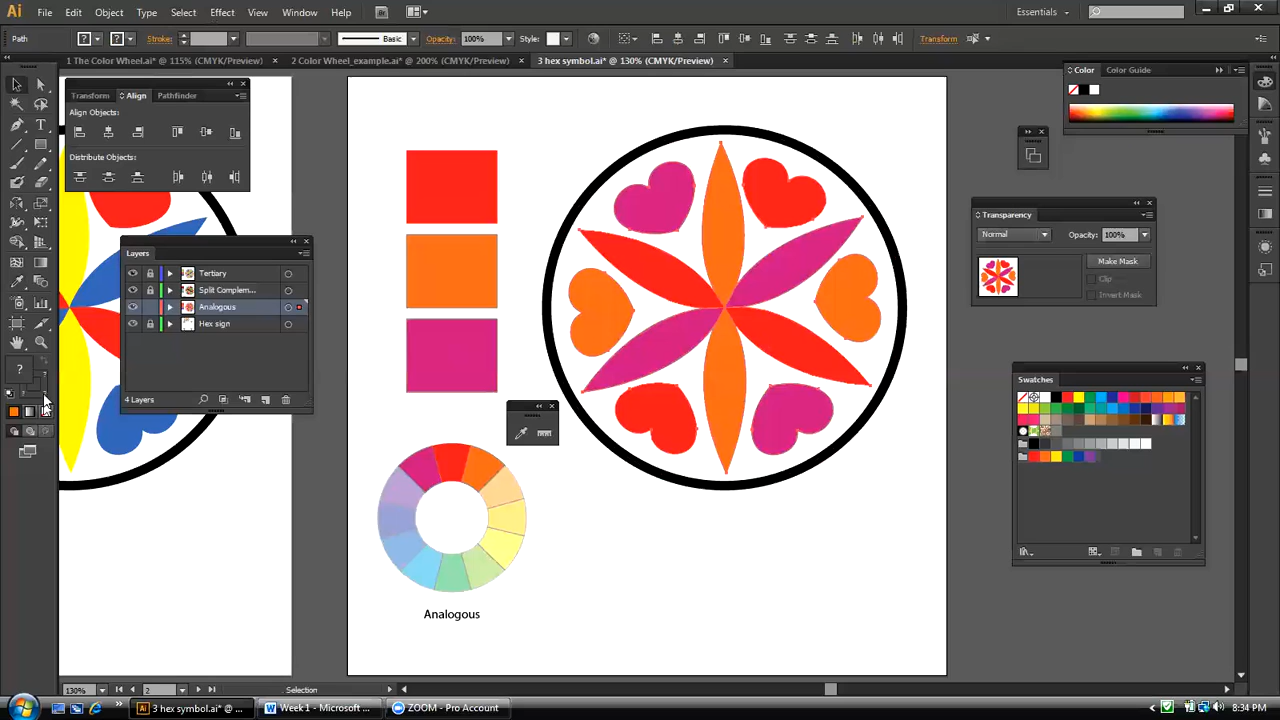 Ai File Edit Object Type Select Effect View Window Help Br Essentials
Path Stroke: Basic Opacity: 100% Style: Transform
1 The Color Wheel.ai* @ 115% (CMYK/Preview) × 2 Color Wheel_example.ai* @ 200% (CMYK/Preview) × 3 hex symbol.ai* @ 130% (CMYK/Preview) ×
Transform Align Pathfinder
Align Objects:
Distribute Objects:
Layers
Tertiary
Split Complem...
Analogous
Hex sign
4 Layers
Analogous
Color Color Guide
Transparency
Normal Opacity: 100%
Make Mask
Clip
Invert Mask
Swatches
130% 2 Selection
3 hex symbol.ai* @ ... Week 1 - Microsoft ... ZOOM - Pro Account 8:34 PM